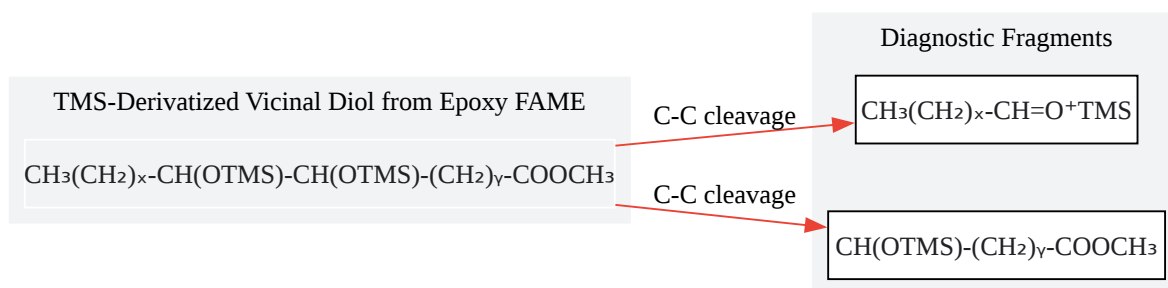 Diagnostic Fragments
TMS-Derivatized Vicinal Diol from Epoxy FAME
C-C cleavage
CH₃(CH₂)ₓ-CH=O⁺TMS
CH₃(CH₂)ₓ-CH(OTMS)-CH(OTMS)-(CH₂)ᵧ-COOCH₃
C-C cleavage
CH(OTMS)-(CH₂)ᵧ-COOCH₃